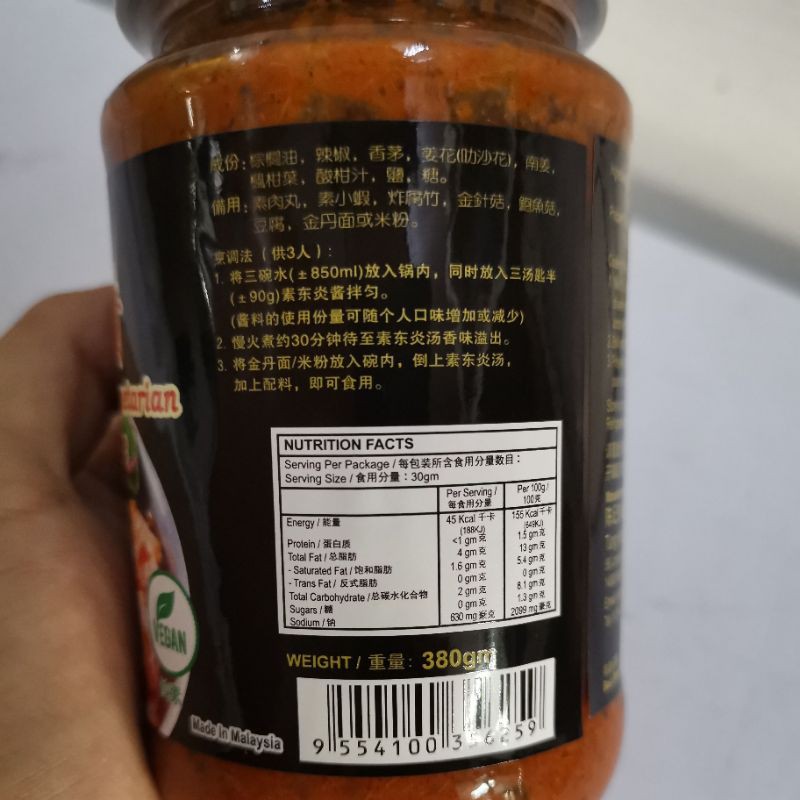 成份：棕榈油，辣椒，香茅，姜花(叻沙花)，南姜，
瘋柑菜，酸柑汁，鹽，糖。
備用：素肉丸，素小蝦，炸腐竹，金針菇，鮑魚菇，
豆腐，金丹面或米粉。
烹调法（供3人）：
1. 将三碗水(±850ml)放入锅内，同时放入三汤匙半
(±90g)素东炎酱拌匀。
(酱料的使用份量可随个人口味增加或减少)
2. 慢火煮约30分钟待至素东炎汤香味溢出。
3. 将金丹面/米粉放入碗内，倒上素东炎汤，
加上配料，即可食用。
NUTRITION FACTS
Serving Per Package / 每包装所含食用分量数目：
Serving Size / 食用分量：30gm
Per Serving / 每食用分量 Per 100g / 100克
Energy / 能量 45 Kcal 千卡 (188KJ) 155 Kcal 千卡 (649KJ)
Protein / 蛋白质 <1 gm 克 1.5 gm 克
Total Fat / 总脂肪 4 gm 克 13 gm 克
- Saturated Fat / 饱和脂肪 1.6 gm 克 5.4 gm 克
- Trans Fat / 反式脂肪 0 gm 克 0 gm 克
Total Carbohydrate / 总碳水化合物 2 gm 克 8.1 gm 克
Sugars / 糖 0 gm 克 1.3 gm 克
Sodium / 钠 630 mg 豪克 2099 mg 豪克
WEIGHT / 重量：380gm
VEGAN
Made In Malaysia
9 554100 356259